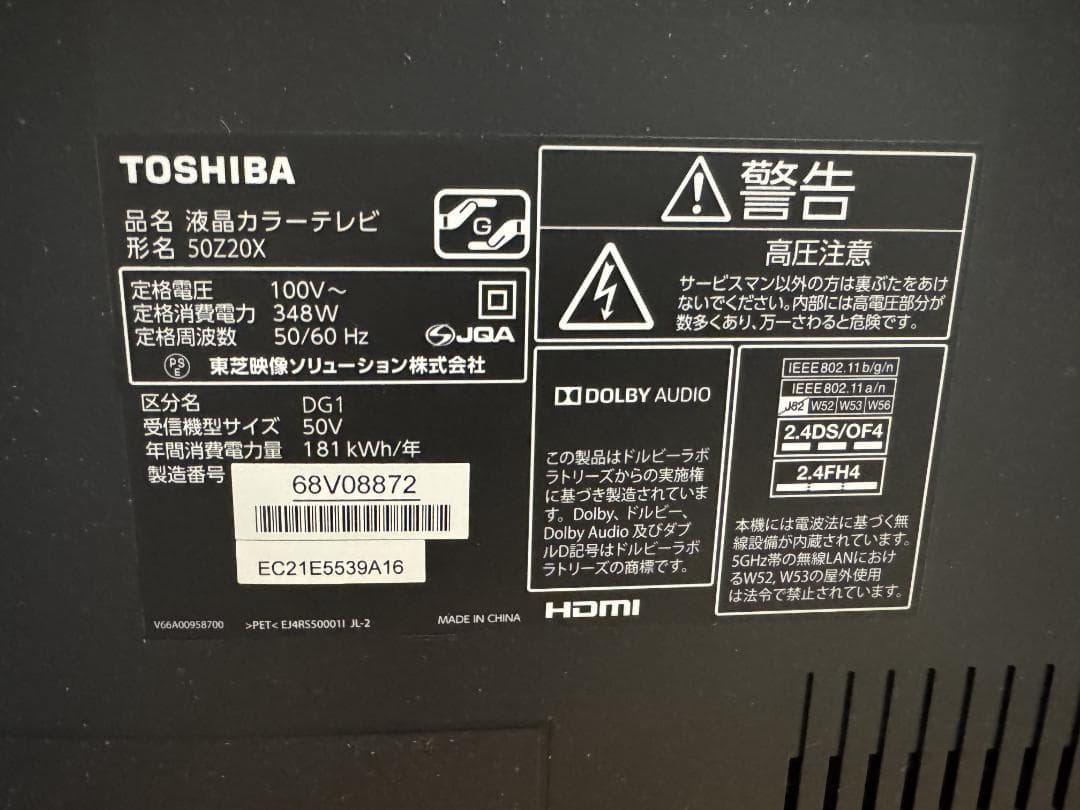 TOSHIBA
品名 液晶カラーテレビ
形名 50Z20X
G
定格電圧 100V～
定格消費電力 348W
定格周波数 50/60 Hz
JQA
PSE 東芝映像ソリューション株式会社
区分名 DG1
受信機型サイズ 50V
年間消費電力量 181 kWh/年
製造番号 68V08872
EC21E5539A16
V66A00958700 >PET< EJ4RS50001I JL-2 MADE IN CHINA
警告
高圧注意
サービスマン以外の方は裏ぶたをあけ
ないでください。内部には高電圧部分が
数多くあり、万一さわると危険です。
DOLBY AUDIO
この製品はドルビーラボ
ラトリーズからの実施権
に基づき製造されていま
す。Dolby、ドルビー、
Dolby Audio 及びダブ
ルD記号はドルビーラボ
ラトリーズの商標です。
HDMI
IEEE802.11b/g/n
IEEE802.11a/n
J52 W52 W53 W56
2.4DS/OF4
2.4FH4
本機には電波法に基づく無
線設備が内蔵されています。
5GHz帯の無線LANにおけ
るW52, W53の屋外使用
は法令で禁止されています。